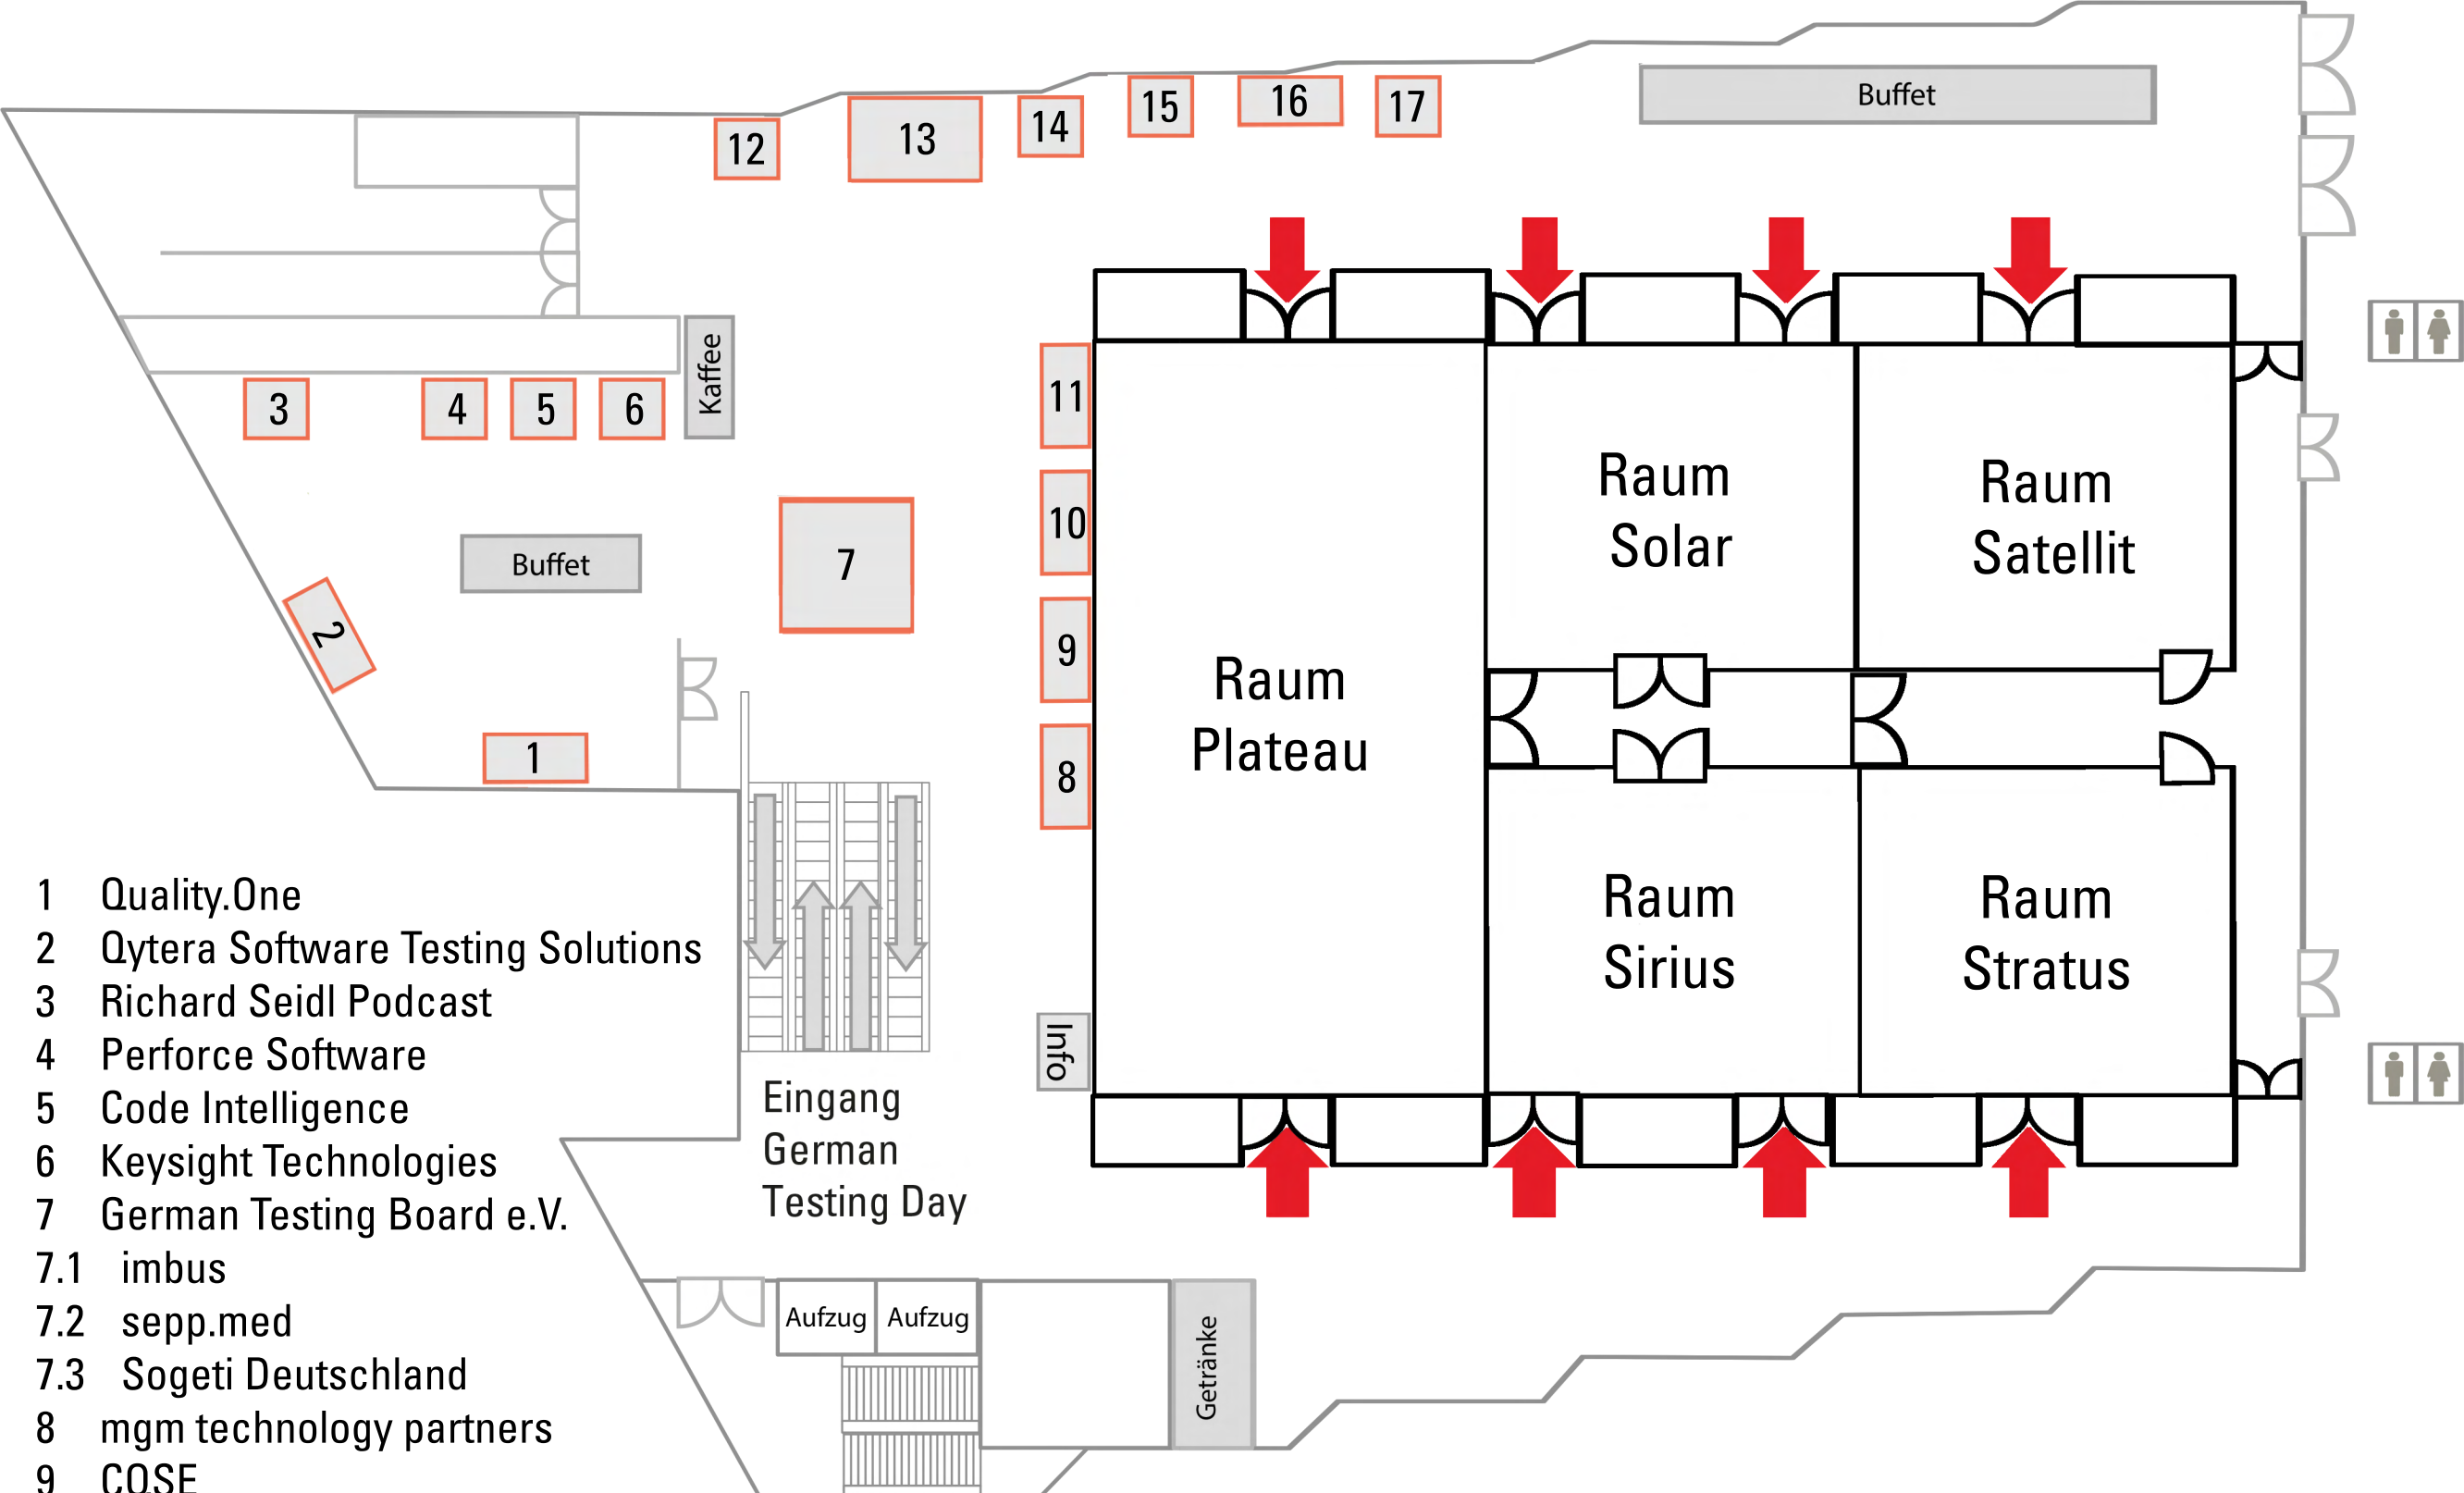 15
16
17
Buffet
12
13
14
Kaffee
3
4
5
6
11
10
9
8
7
Buffet
2
1
Raum
Solar
Raum
Satellit
Raum
Plateau
Raum
Sirius
Raum
Stratus
Info
Eingang
German
Testing Day
Aufzug
Aufzug
Getränke
1 Quality.One
2 Qytera Software Testing Solutions
3 Richard Seidl Podcast
4 Perforce Software
5 Code Intelligence
6 Keysight Technologies
7 German Testing Board e.V.
7.1 imbus
7.2 sepp.med
7.3 Sogeti Deutschland
8 mgm technology partners
9 CQSE